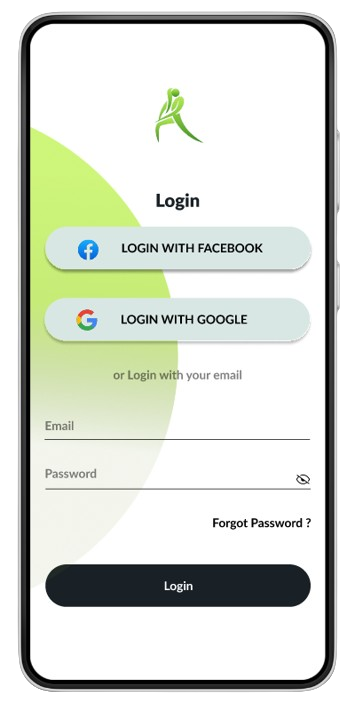 Login
LOGIN WITH FACEBOOK
LOGIN WITH GOOGLE
or Login with your email
Email
Password
Forgot Password ?
Login